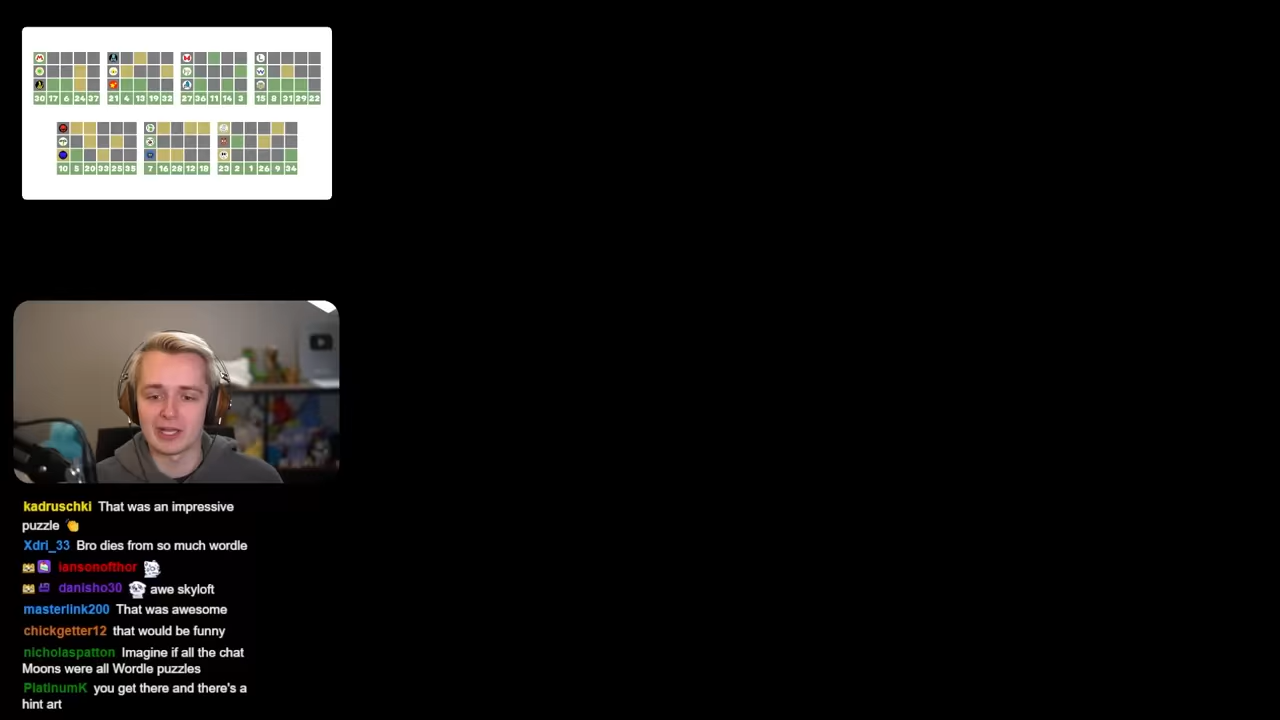 30 17 6 24 37 21 4 13 19 32 27 36 11 14 3 15 8 31 29 22
10 5 20 33 25 35 7 16 28 12 18 23 2 1 26 9 34
kadruschki That was an impressive
puzzle
Xdri_33 Bro dies from so much wordle
iansonofthor
danisho30 awe skyloft
masterlink200 That was awesome
chickgetter12 that would be funny
nicholaspatton Imagine if all the chat
Moons were all Wordle puzzles
PlatinumK you get there and there's a
hint art